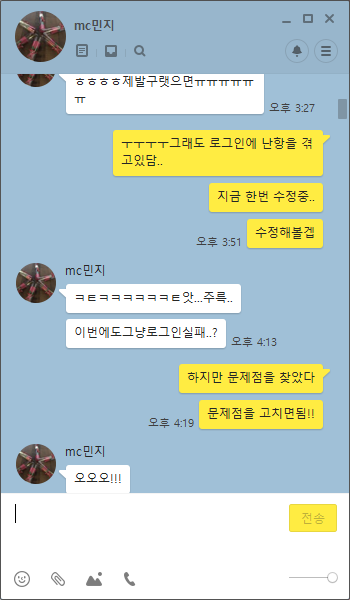 mc민지
ㅎㅎㅎㅎ제발구랫으면ㅠㅠㅠㅠㅠ
ㅠ
오후 3:27
ㅜㅜㅜㅜ그래도 로그인에 난항을 겪
고있담..
지금 한번 수정중..
수정해볼겝
오후 3:51
mc민지
ㅋㅌㅋㅋㅋㅋㅋㅋㅌ앗...주륵..
이번에도그냥로그인실패..?
오후 4:13
하지만 문제점을 찾았다
문제점을 고치면됨!!
오후 4:19
mc민지
오오오!!!
전송